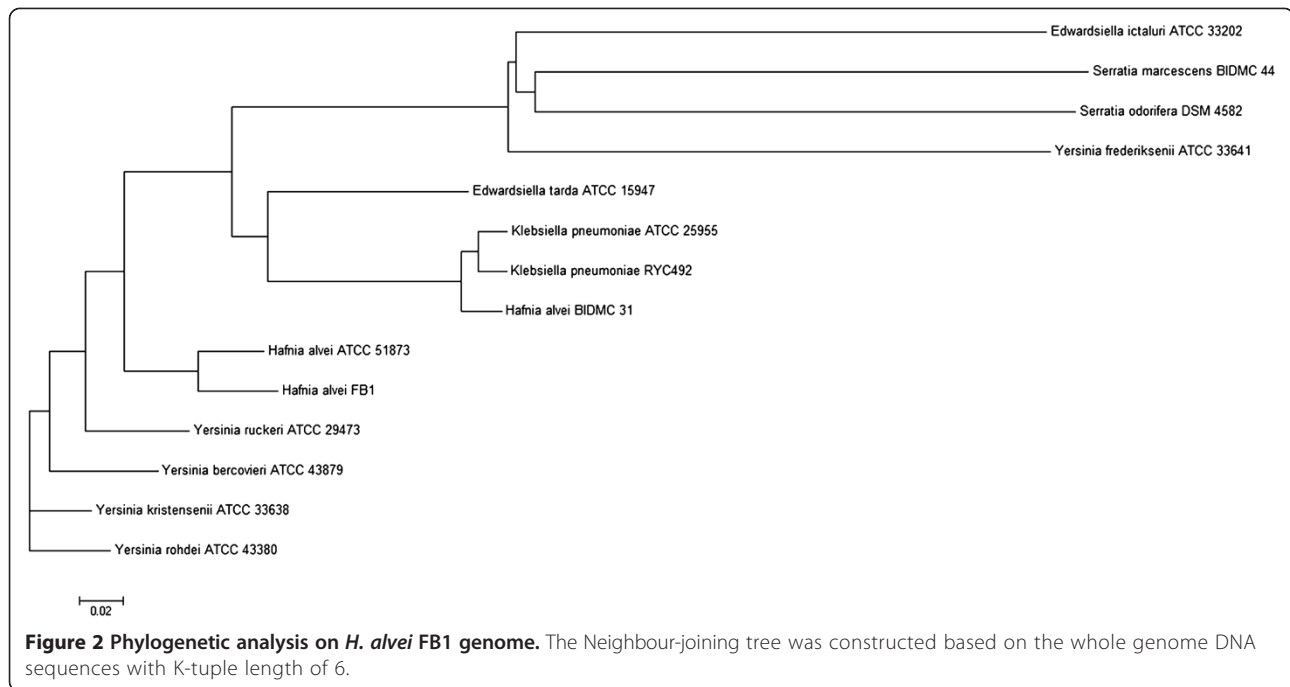 Edwardsiella ictaluri ATCC 33202
Serratia marcescens BIDMC 44
Serratia odorifera DSM 4582
Yersinia frederiksenii ATCC 33641
Edwardsiella tarda ATCC 15947
Klebsiella pneumoniae ATCC 25955
Klebsiella pneumoniae RYC492
Hafnia alvei BIDMC 31
Hafnia alvei ATCC 51873
Hafnia alvei FB1
Yersinia ruckeri ATCC 29473
Yersinia bercovieri ATCC 43879
Yersinia kristensenii ATCC 33638
Yersinia rohdei ATCC 43380
0.02
Figure 2 Phylogenetic analysis on H. alvei FB1 genome. The Neighbour-joining tree was constructed based on the whole genome DNA
sequences with K-tuple length of 6.